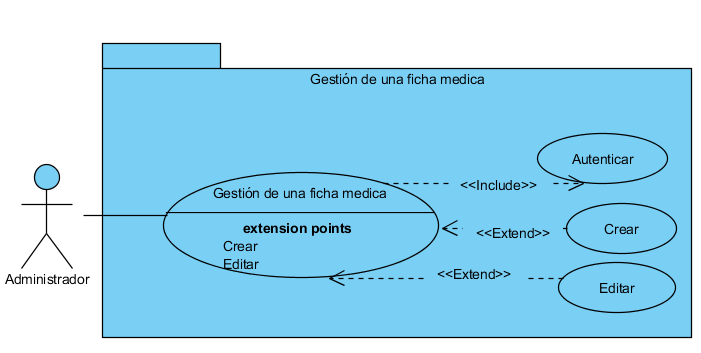 Gestión de una ficha medica
Autenticar
<<Include>>
Gestión de una ficha medica
extension points
Crear
Editar
<<Extend>>
Crear
<<Extend>>
Editar
Administrador